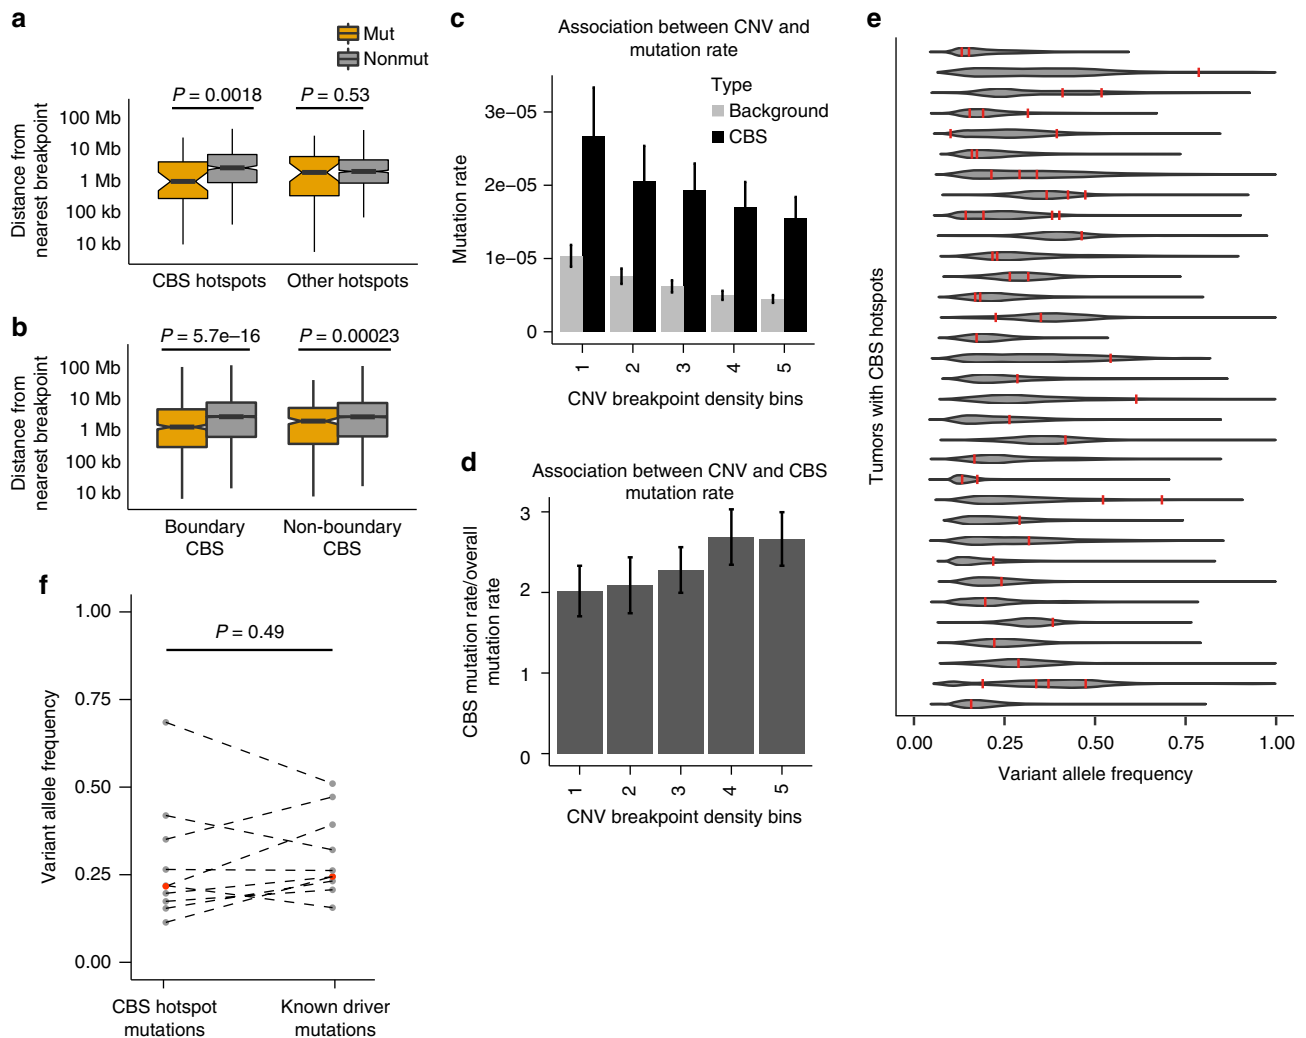 a
Mut
Nonmut
P = 0.0018
P = 0.53
Distance from
nearest breakpoint
100 Mb
10 Mb
1 Mb
100 kb
10 kb
CBS hotspots
Other hotspots
b
P = 5.7e–16
P = 0.00023
Distance from
nearest breakpoint
100 Mb
10 Mb
1 Mb
100 kb
10 kb
Boundary
CBS
Non-boundary
CBS
c
Association between CNV and
mutation rate
Type
Background
CBS
Mutation rate
3e–05
2e–05
1e–05
0
1
2
3
4
5
CNV breakpoint density bins
d
Association between CNV and CBS
mutation rate
CBS mutation rate/overall
mutation rate
3
2
1
0
1
2
3
4
5
CNV breakpoint density bins
e
Tumors with CBS hotspots
0.00
0.25
0.50
0.75
1.00
Variant allele frequency
f
P = 0.49
Variant allele frequency
1.00
0.75
0.50
0.25
0.00
CBS hotspot
mutations
Known driver
mutations